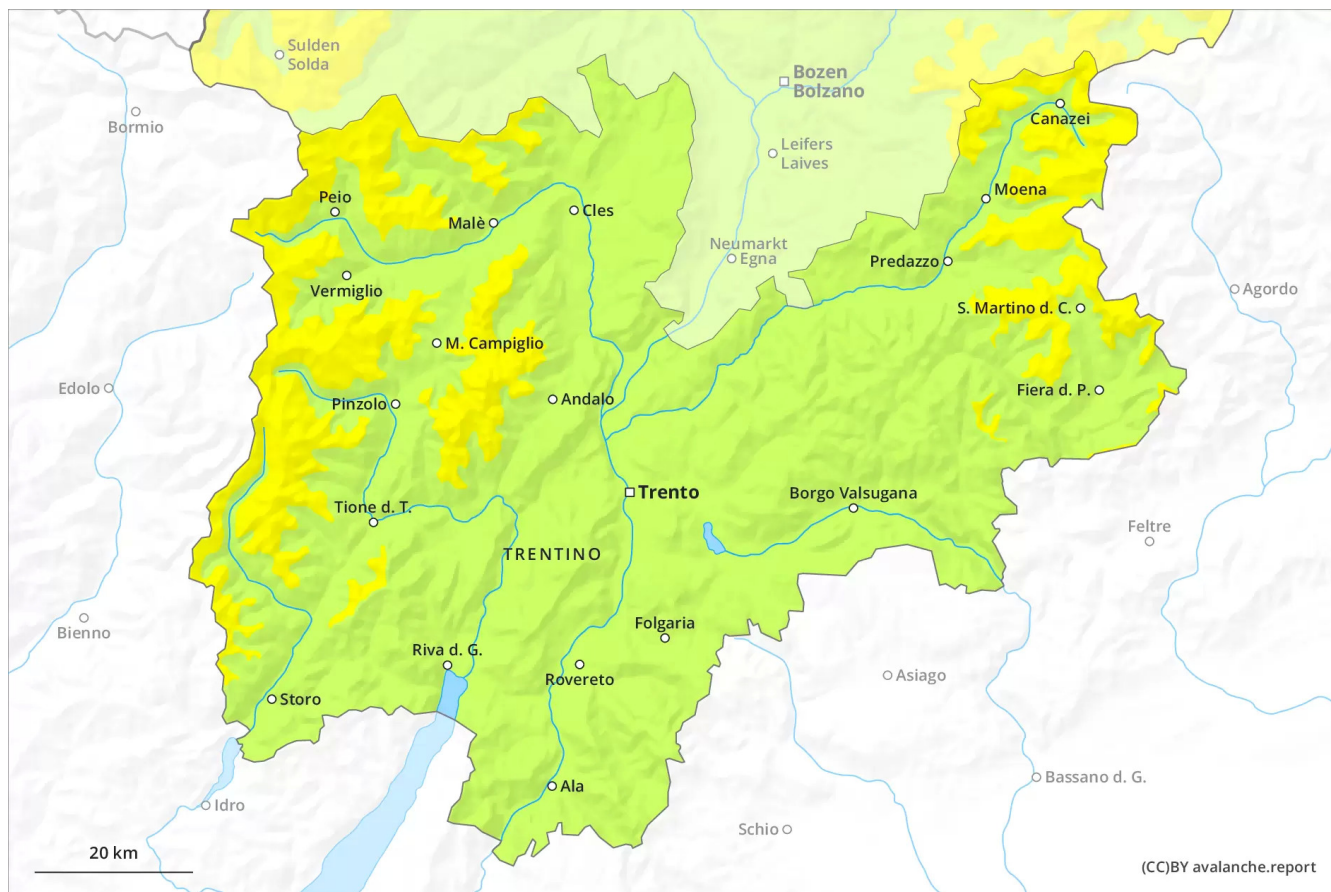 Sulden
Solda
Bozen
Bolzano
Bormio
Canazei
Leifers
Laives
Peio
Moena
Malè
Cles
Neumarkt
Egna
Predazzo
Vermiglio
Agordo
S. Martino d. C.
M. Campiglio
Edolo
Pinzolo
Andalo
Fiera d. P.
Trento
Borgo Valsugana
Tione d. T.
Feltre
TRENTINO
Bienno
Folgaria
Riva d. G.
Rovereto
Asiago
Storo
Bassano d. G.
Ala
Idro
Schio
20 km
(CC)BY avalanche.report